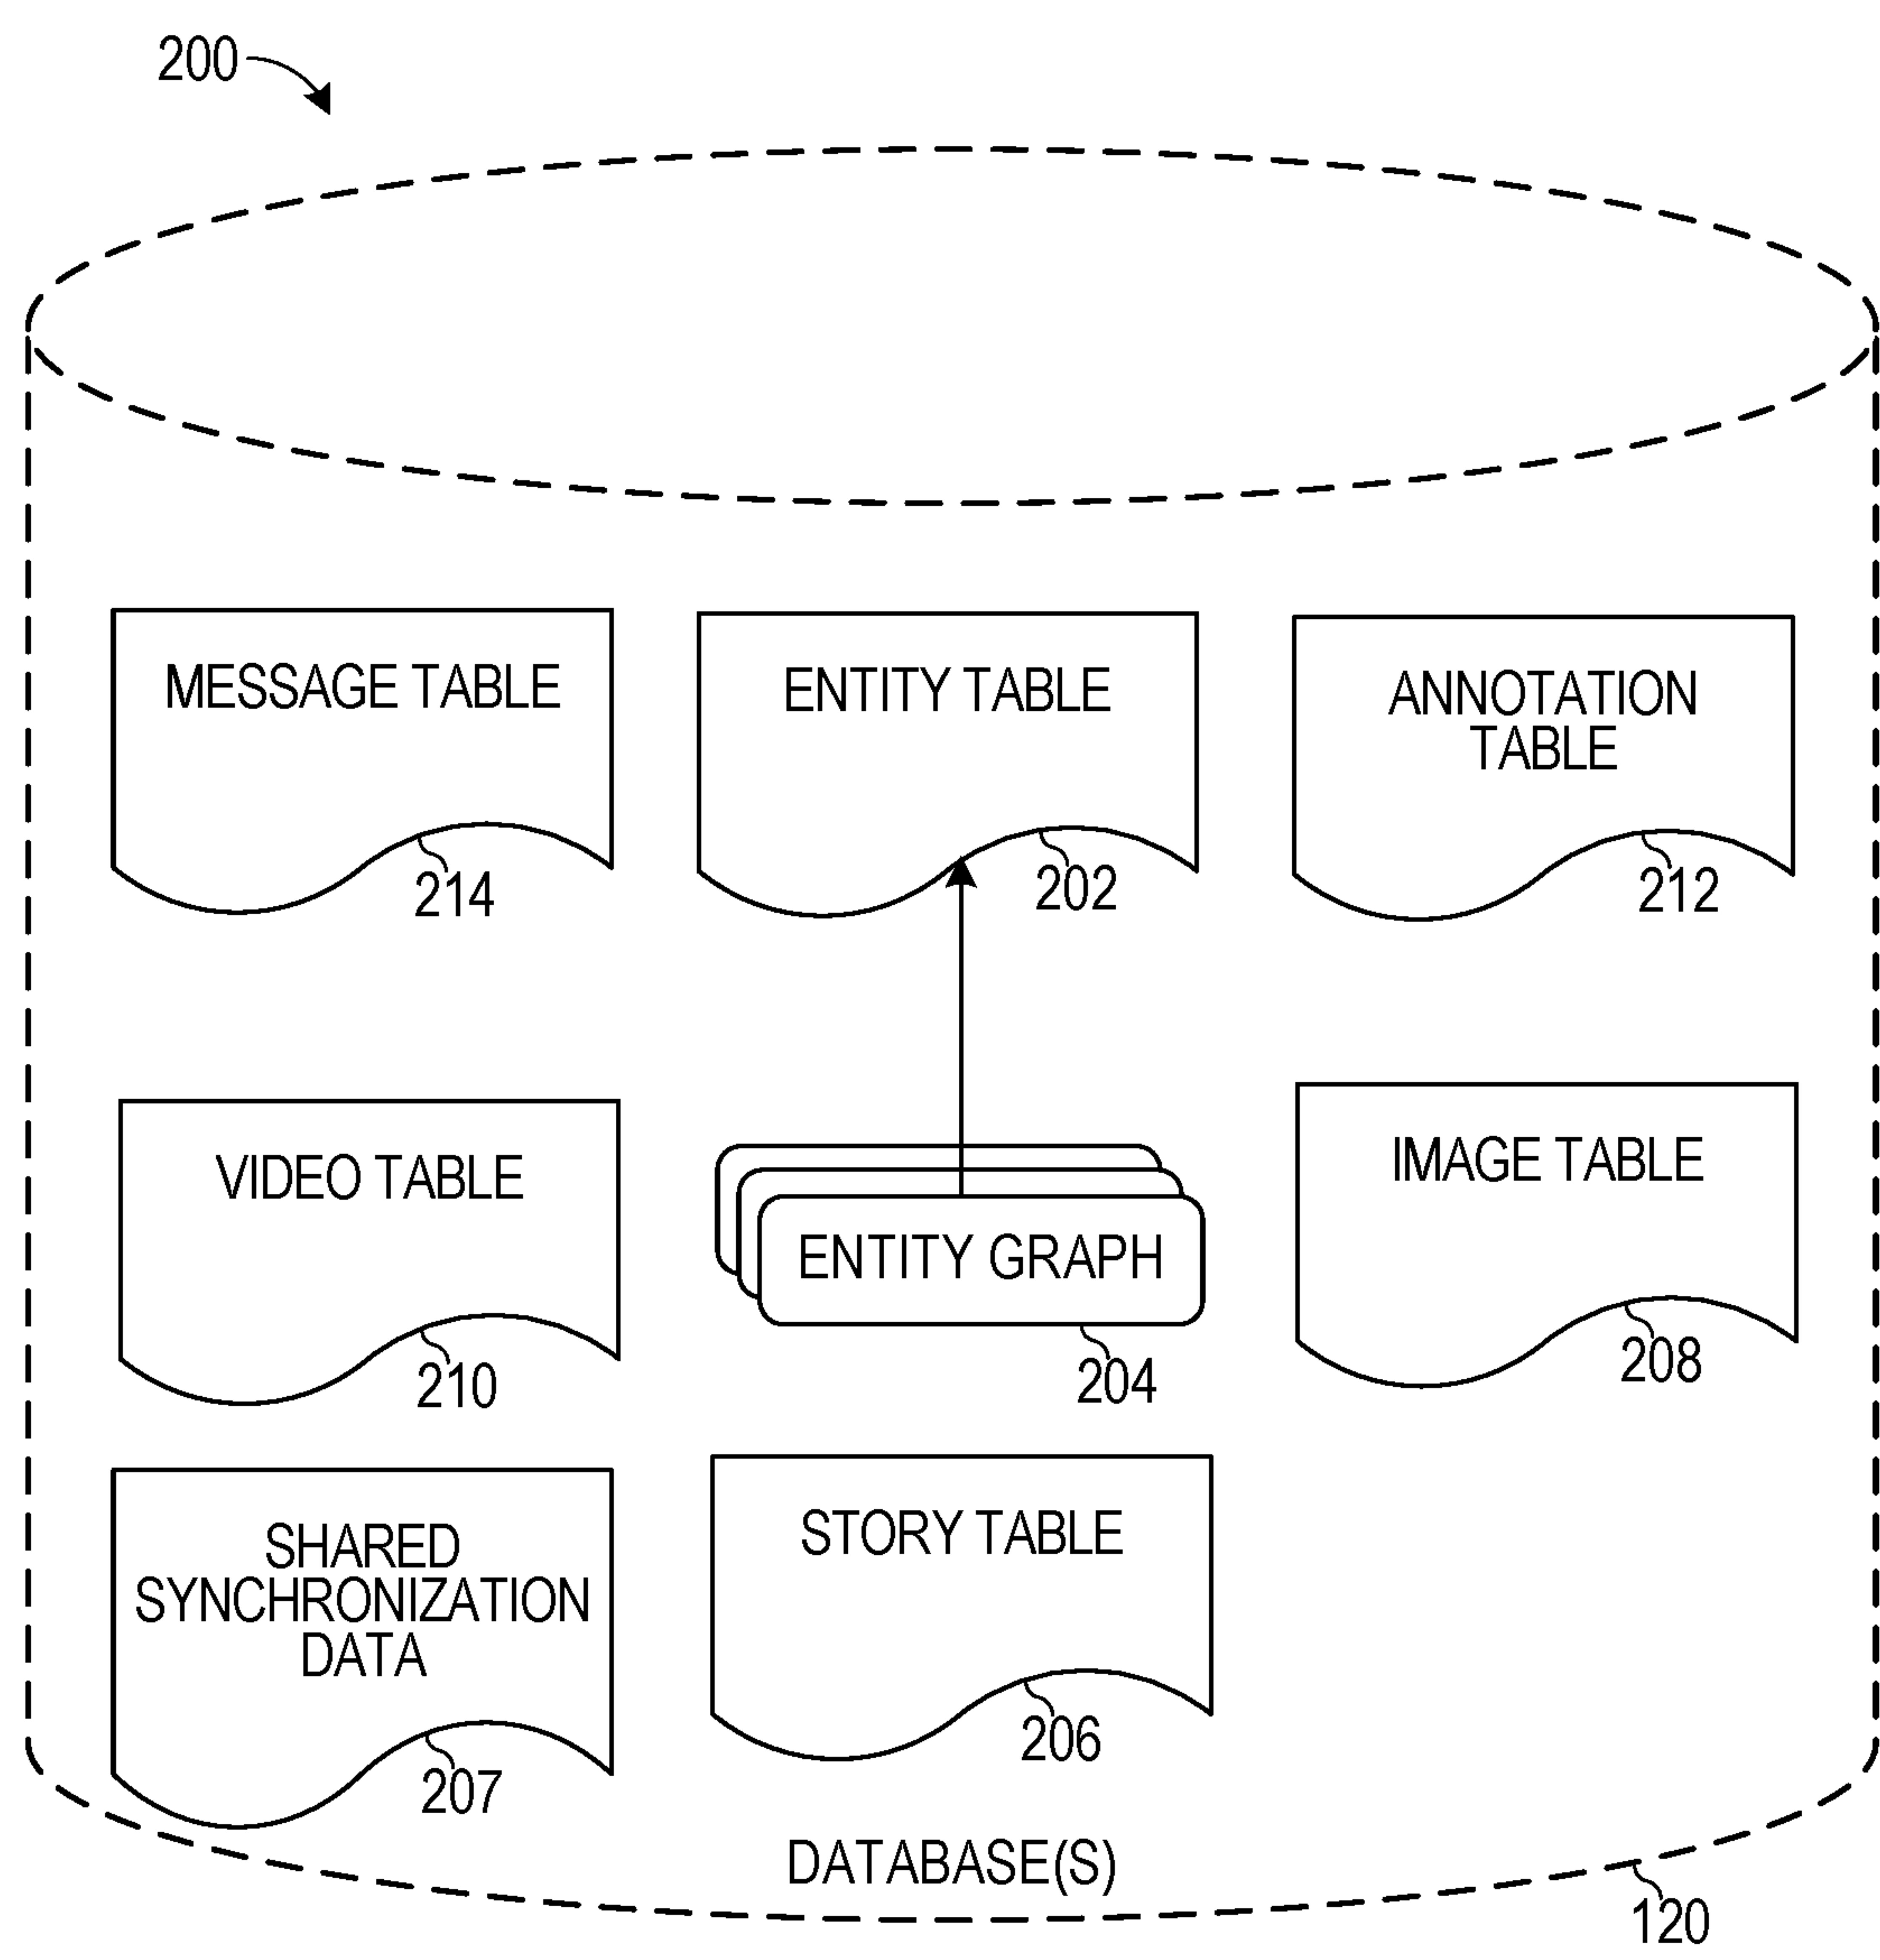 200
MESSAGE TABLE
214
ENTITY TABLE
202
ANNOTATION
TABLE
212
VIDEO TABLE
210
ENTITY GRAPH
204
IMAGE TABLE
208
SHARED
SYNCHRONIZATION
DATA
207
STORY TABLE
206
DATABASE(S)
120